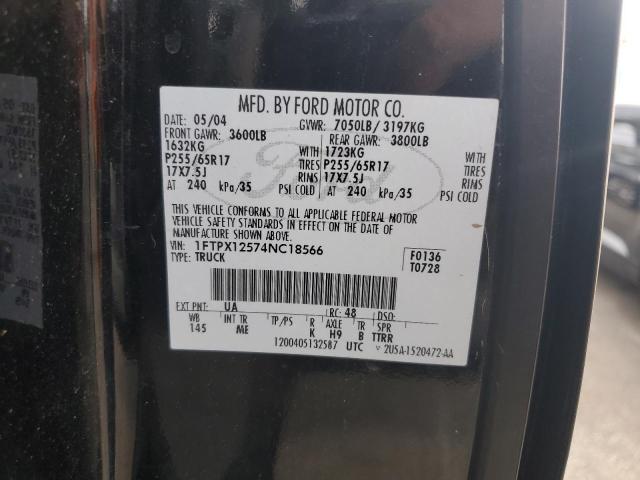 MFD. BY FORD MOTOR CO.
DATE: 05/04 GVWR: 7050LB/ 3197KG
FRONT GAWR: 3600LB REAR GAWR: 3800LB
1632KG WITH 1723KG WITH
P255/65R17 TIRES P255/65R17 TIRES
17X7.5J RIMS 17X7.5J RIMS
AT 240 kPa/35 PSI COLD AT 240 kPa/35 PSI COLD
Ford
THIS VEHICLE CONFORMS TO ALL APPLICABLE FEDERAL MOTOR
VEHICLE SAFETY STANDARDS IN EFFECT ON THE DATE OF
MANUFACTURE SHOWN ABOVE.
VIN: 1FTPX12574NC18566 F0136
TYPE: TRUCK T0728
EXT PNT: UA RC: 48 DSO:
WB INT TR TP/PS R AXLE TR SPR
145 ME K H9 B TTRR
1200405132587 UTC ▽ 2U5A-1520472-AA